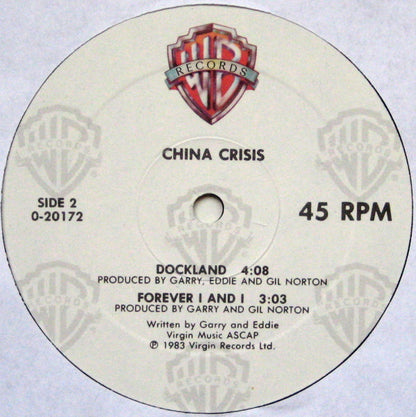 WB
RECORDS
CHINA CRISIS
SIDE 2
0-20172
45 RPM
DOCKLAND 4:08
PRODUCED BY GARRY, EDDIE AND GIL NORTON
FOREVER I AND I 3:03
PRODUCED BY GARRY AND GIL NORTON
Written by Garry and Eddie
Virgin Music ASCAP
℗ 1983 Virgin Records Ltd.